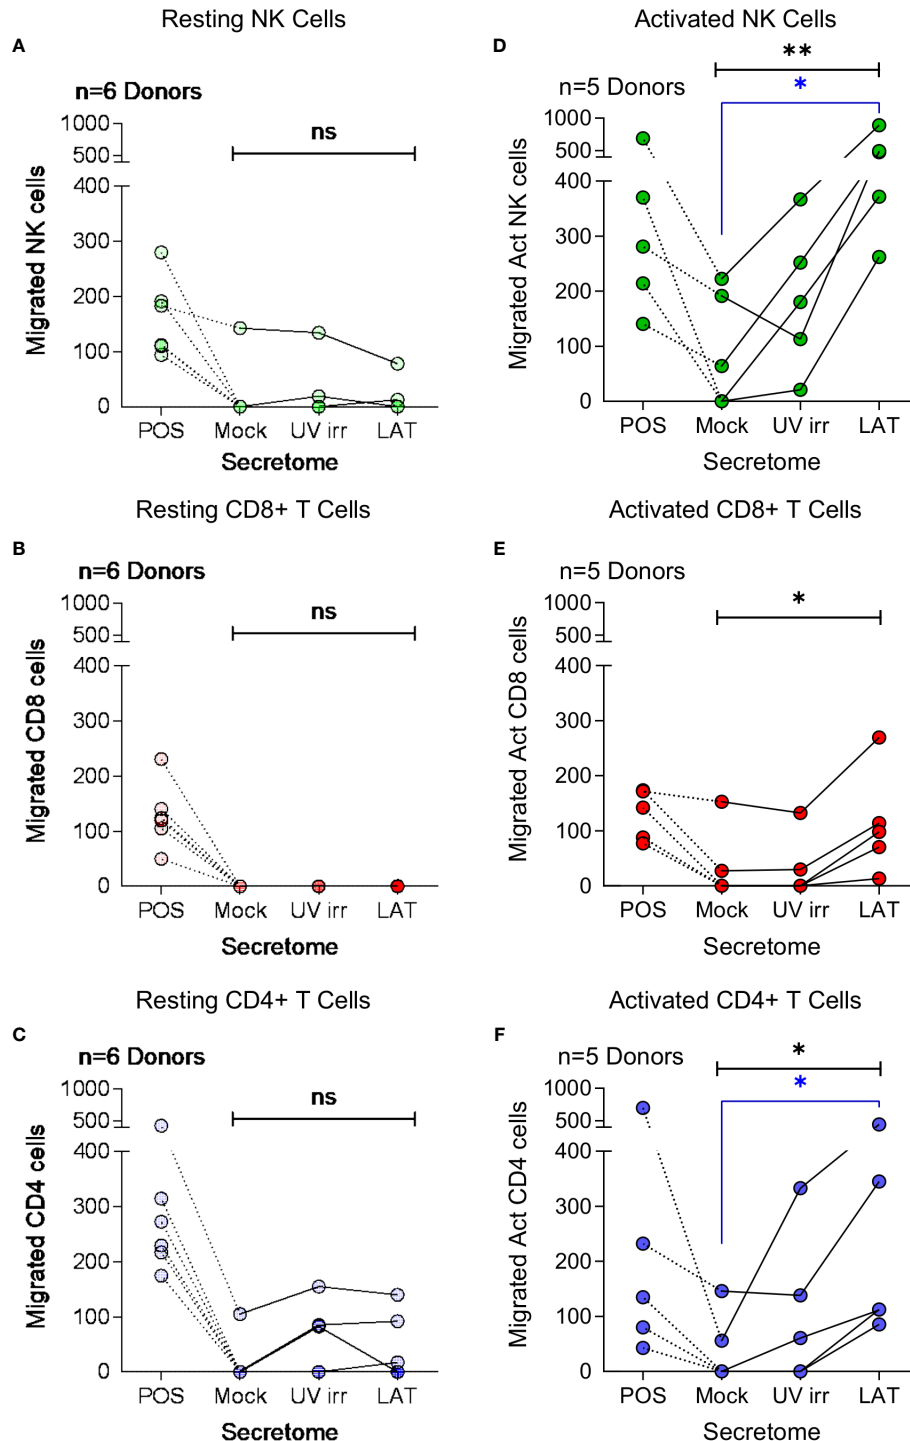 Resting NK Cells
A
n=6 Donors
ns
1000
500
400
300
200
100
0
Migrated NK cells
POS Mock UV irr LAT
Secretome
Activated NK Cells
D
**
*
n=5 Donors
1000
500
400
300
200
100
0
Migrated Act NK cells
POS Mock UV irr LAT
Secretome
Resting CD8+ T Cells
B
n=6 Donors
ns
1000
500
400
300
200
100
0
Migrated CD8 cells
POS Mock UV irr LAT
Secretome
Activated CD8+ T Cells
E
n=5 Donors
*
1000
500
400
300
200
100
0
Migrated Act CD8 cells
POS Mock UV irr LAT
Secretome
Resting CD4+ T Cells
C
n=6 Donors
ns
1000
500
400
300
200
100
0
Migrated CD4 cells
POS Mock UV irr LAT
Secretome
Activated CD4+ T Cells
F
n=5 Donors
*
*
1000
500
400
300
200
100
0
Migrated Act CD4 cells
POS Mock UV irr LAT
Secretome